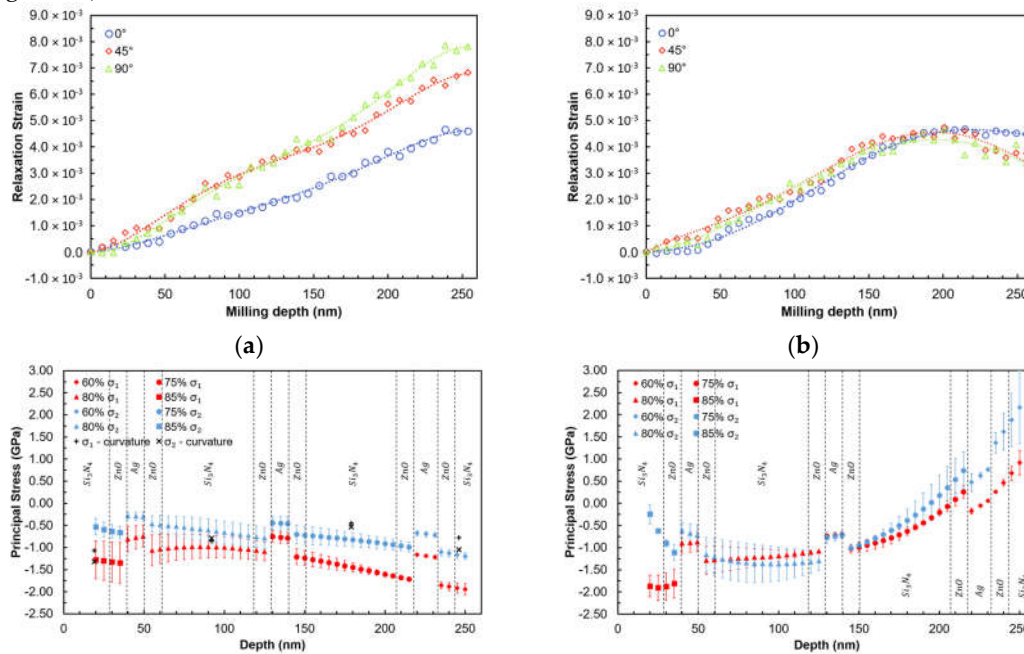 9.0 × 10⁻³
8.0 × 10⁻³
7.0 × 10⁻³
6.0 × 10⁻³
5.0 × 10⁻³
4.0 × 10⁻³
3.0 × 10⁻³
2.0 × 10⁻³
1.0 × 10⁻³
0.0
-1.0 × 10⁻³
Relaxation Strain
0°
45°
90°
0 50 100 150 200 250
Milling depth (nm)
(a)
9.0 × 10⁻³
8.0 × 10⁻³
7.0 × 10⁻³
6.0 × 10⁻³
5.0 × 10⁻³
4.0 × 10⁻³
3.0 × 10⁻³
2.0 × 10⁻³
1.0 × 10⁻³
0.0
-1.0 × 10⁻³
Relaxation Strain
0°
45°
90°
0 50 100 150 200 250
Milling depth (nm)
(b)
3.00
2.50
2.00
1.50
1.00
0.50
0.00
-0.50
-1.00
-1.50
-2.00
-2.50
Principal Stress (GPa)
60% σ₁ 75% σ₁
80% σ₁ 85% σ₁
60% σ₂ 75% σ₂
80% σ₂ 85% σ₂
σ₁ - curvature σ₂ - curvature
Si₃N₄ ZnO Ag ZnO Si₃N₄ ZnO Ag ZnO Si₃N₄ ZnO Ag ZnO Si₃N₄
0 50 100 150 200 250
Depth (nm)
3.00
2.50
2.00
1.50
1.00
0.50
0.00
-0.50
-1.00
-1.50
-2.00
-2.50
Principal Stress (GPa)
60% σ₁ 75% σ₁
80% σ₁ 85% σ₁
60% σ₂ 75% σ₂
80% σ₂ 85% σ₂
Si₃N₄ ZnO Ag ZnO Si₃N₄ ZnO Ag ZnO Si₃N₄ ZnO Ag ZnO
0 50 100 150 200 250
Depth (nm)